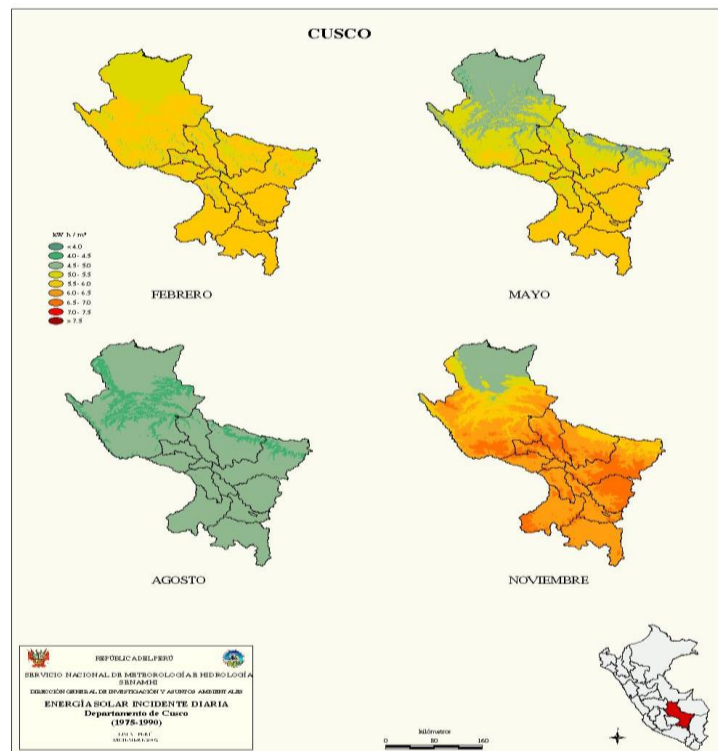 CUSCO
FEBRERO
MAYO
kW h / m²
< 4.0
4.0 - 4.5
4.5 - 5.0
5.0 - 5.5
5.5 - 6.0
6.0 - 6.5
6.5 - 7.0
7.0 - 7.5
> 7.5
AGOSTO
NOVIEMBRE
REPÚBLICA DEL PERÚ
SERVICIO NACIONAL DE METEOROLOGÍA E HIDROLOGÍA
SENAMHI
DIRECCIÓN GENERAL DE INVESTIGACIÓN Y ASUNTOS AMBIENTALES
ENERGÍA SOLAR INCIDENTE DIARIA
Departamento de Cusco
(1975-1990)
LIMA - PERÚ
kilómetros
0 80 160